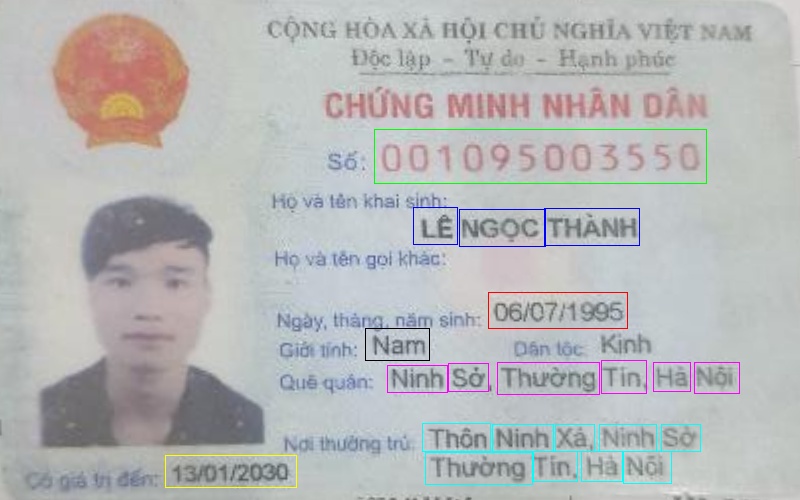 CỘNG HÒA XÃ HỘI CHỦ NGHĨA VIỆT NAM
Độc lập - Tự do - Hạnh phúc
CHỨNG MINH NHÂN DÂN
Số: 001095003550
Họ và tên khai sinh:
LÊ NGỌC THÀNH
Họ và tên gọi khác:
Ngày, tháng, năm sinh: 06/07/1995
Giới tính: Nam Dân tộc: Kinh
Quê quán: Ninh Sở, Thường Tín, Hà Nội
Nơi thường trú: Thôn Ninh Xá, Ninh Sở
Thường Tín, Hà Nội
Có giá trị đến: 13/01/2030